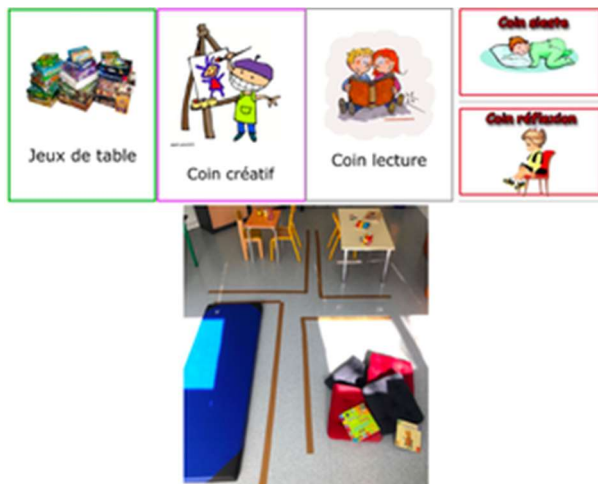 Jeux de table
Coin créatif
Coin lecture
Coin sieste
Coin réflexion